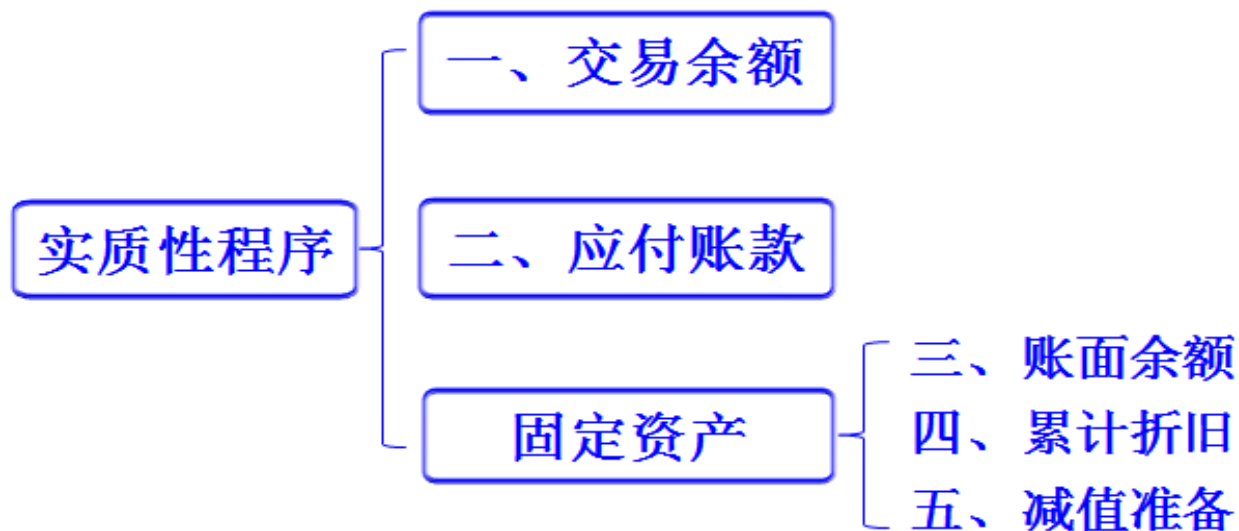 实质性程序
一、交易余额
二、应付账款
固定资产
三、账面余额
四、累计折旧
五、减值准备